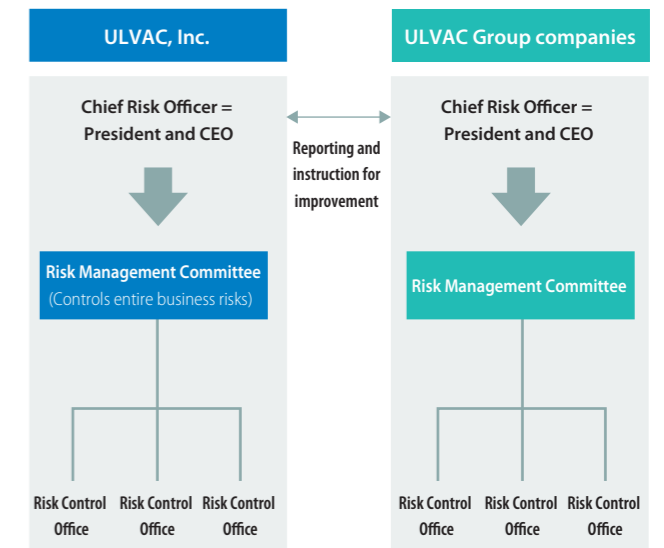 ULVAC, Inc.
Chief Risk Officer =
President and CEO
Risk Management Committee
(Controls entire business risks)
Risk Control
Office
Risk Control
Office
Risk Control
Office
Reporting and
instruction for
improvement
ULVAC Group companies
Chief Risk Officer =
President and CEO
Risk Management Committee
Risk Control
Office
Risk Control
Office
Risk Control
Office